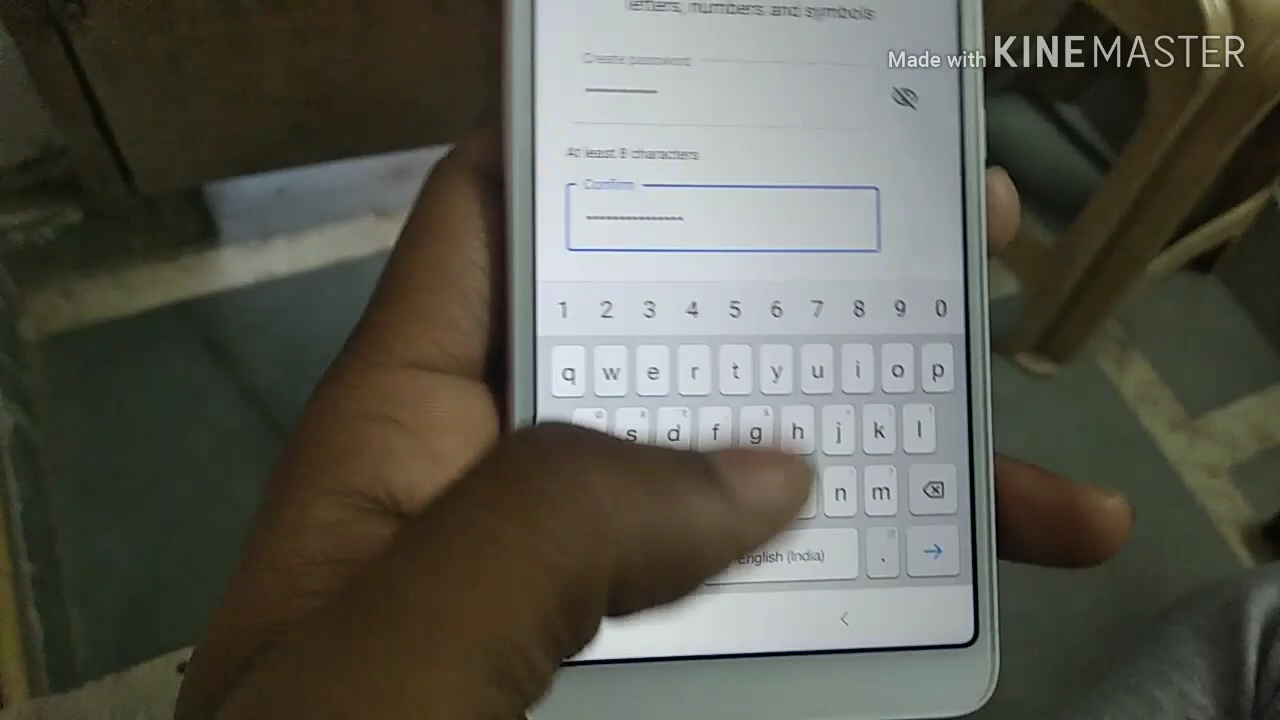 letters, numbers and symbols
Made with KINEMASTER
Create password
At least 8 characters
Confirm
1 2 3 4 5 6 7 8 9 0
q w e r t y u i o p
s d f g h j k l
n m
English (India)
.